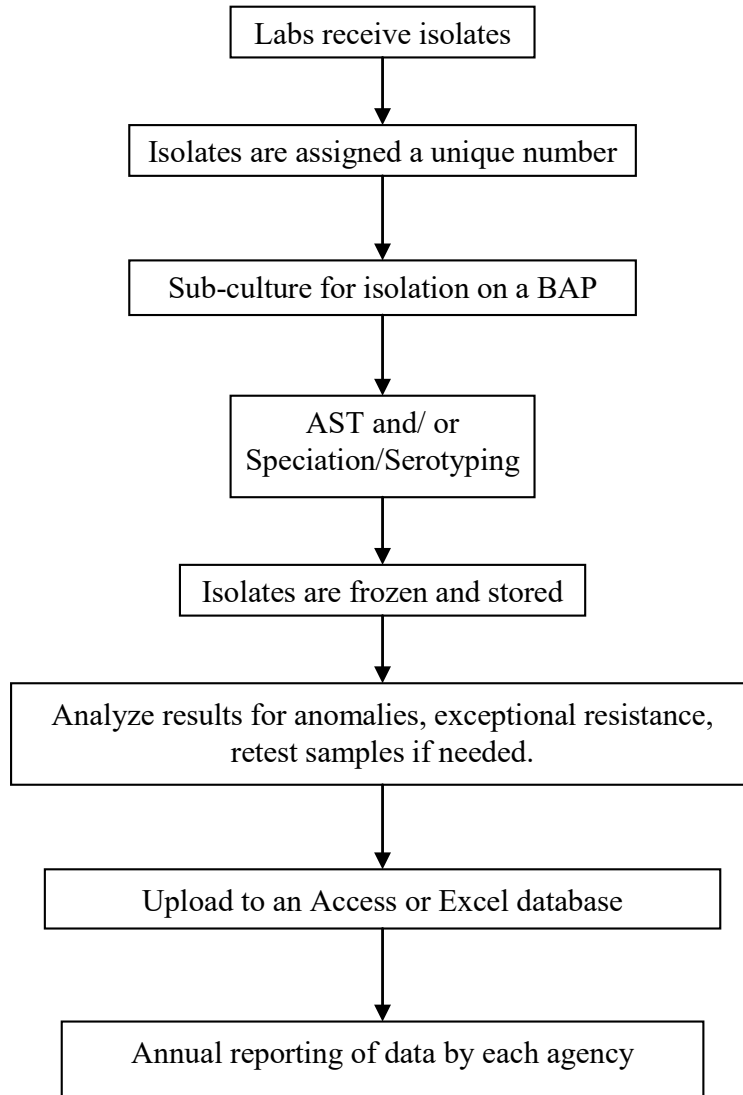 Labs receive isolates
Isolates are assigned a unique number
Sub-culture for isolation on a BAP
AST and/ or
Speciation/Serotyping
Isolates are frozen and stored
Analyze results for anomalies, exceptional resistance,
retest samples if needed.
Upload to an Access or Excel database
Annual reporting of data by each agency